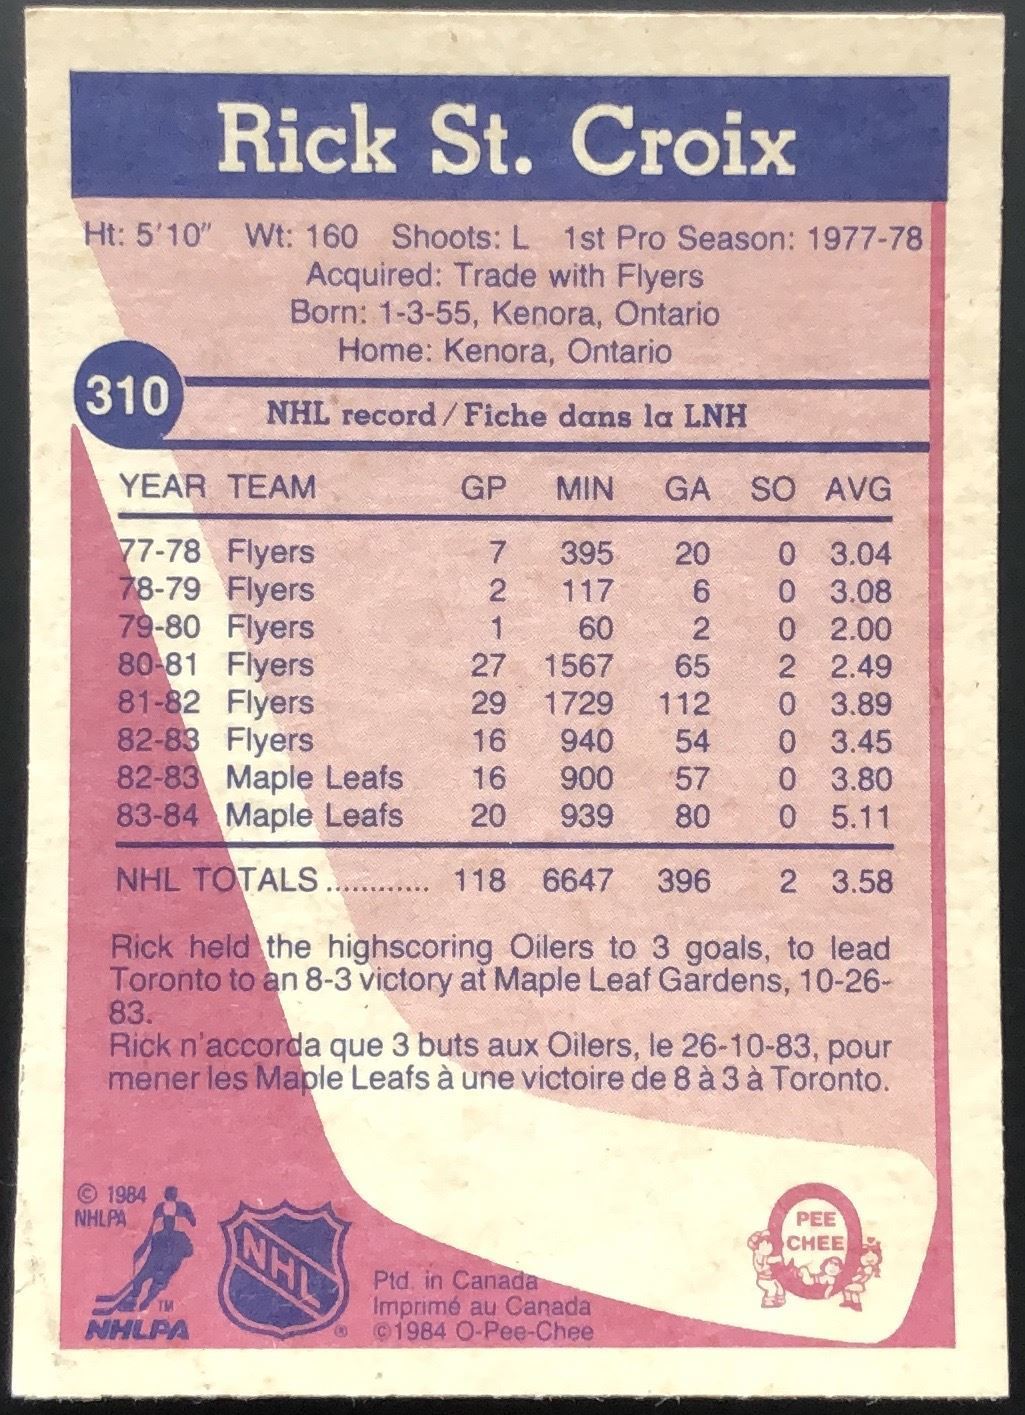 Rick St. Croix
Ht: 5'10" Wt: 160 Shoots: L 1st Pro Season: 1977-78
Acquired: Trade with Flyers
Born: 1-3-55, Kenora, Ontario
Home: Kenora, Ontario
310
NHL record/Fiche dans la LNH
YEAR TEAM GP MIN GA SO AVG
77-78 Flyers 7 395 20 0 3.04
78-79 Flyers 2 117 6 0 3.08
79-80 Flyers 1 60 2 0 2.00
80-81 Flyers 27 1567 65 2 2.49
81-82 Flyers 29 1729 112 0 3.89
82-83 Flyers 16 940 54 0 3.45
82-83 Maple Leafs 16 900 57 0 3.80
83-84 Maple Leafs 20 939 80 0 5.11
NHL TOTALS............ 118 6647 396 2 3.58
Rick held the highscoring Oilers to 3 goals, to lead
Toronto to an 8-3 victory at Maple Leaf Gardens, 10-26-
83.
Rick n'accorda que 3 buts aux Oilers, le 26-10-83, pour
mener les Maple Leafs à une victoire de 8 à 3 à Toronto.
© 1984
NHLPA
TM
NHLPA
NHL
®
Ptd. in Canada
Imprimé au Canada
©1984 O-Pee-Chee
PEE
CHEE